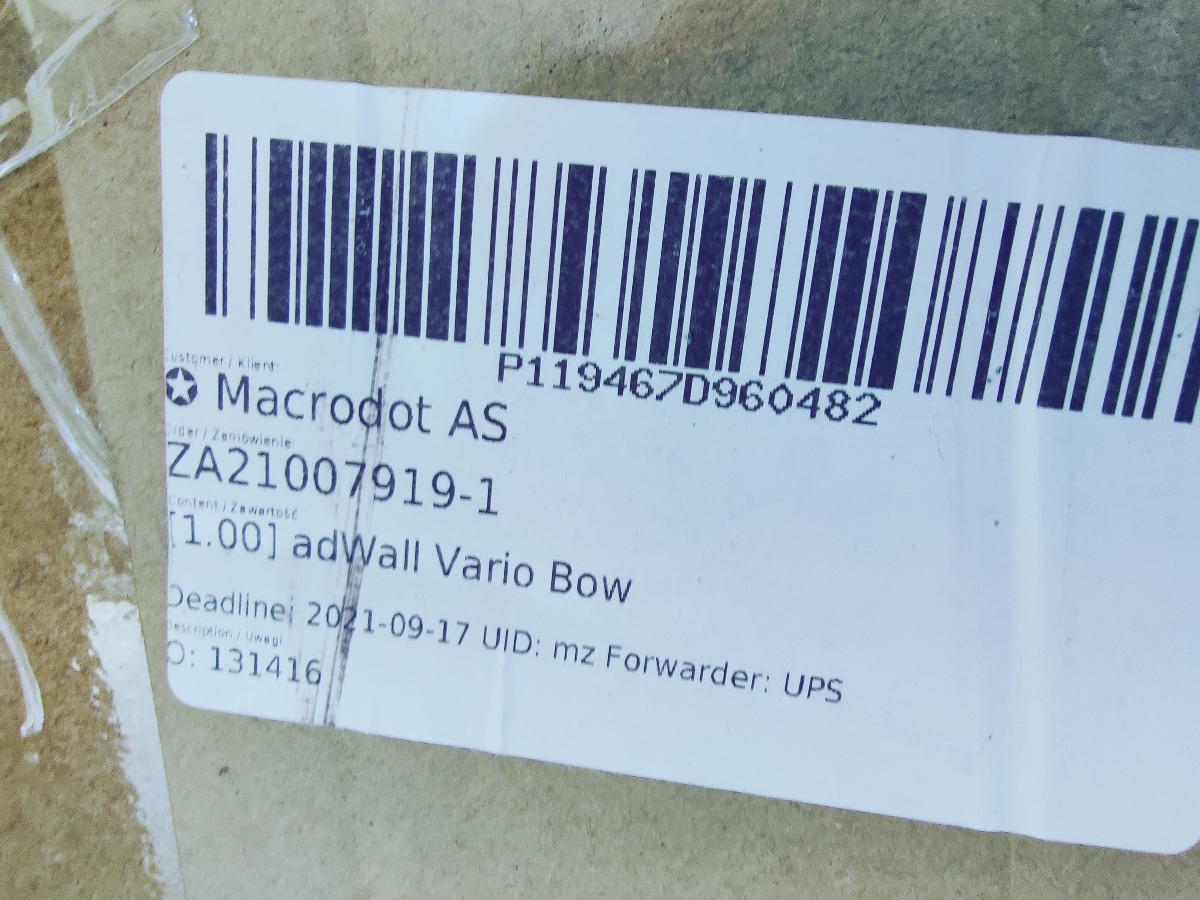 P119467D960482
Customer / Klient:
✪ Macrodot AS
Order / Zamówienie:
ZA21007919-1
Content / Zawartość
[1.00] adWall Vario Bow
Deadline: 2021-09-17 UID: mz Forwarder: UPS
Description / Uwagi
O: 131416